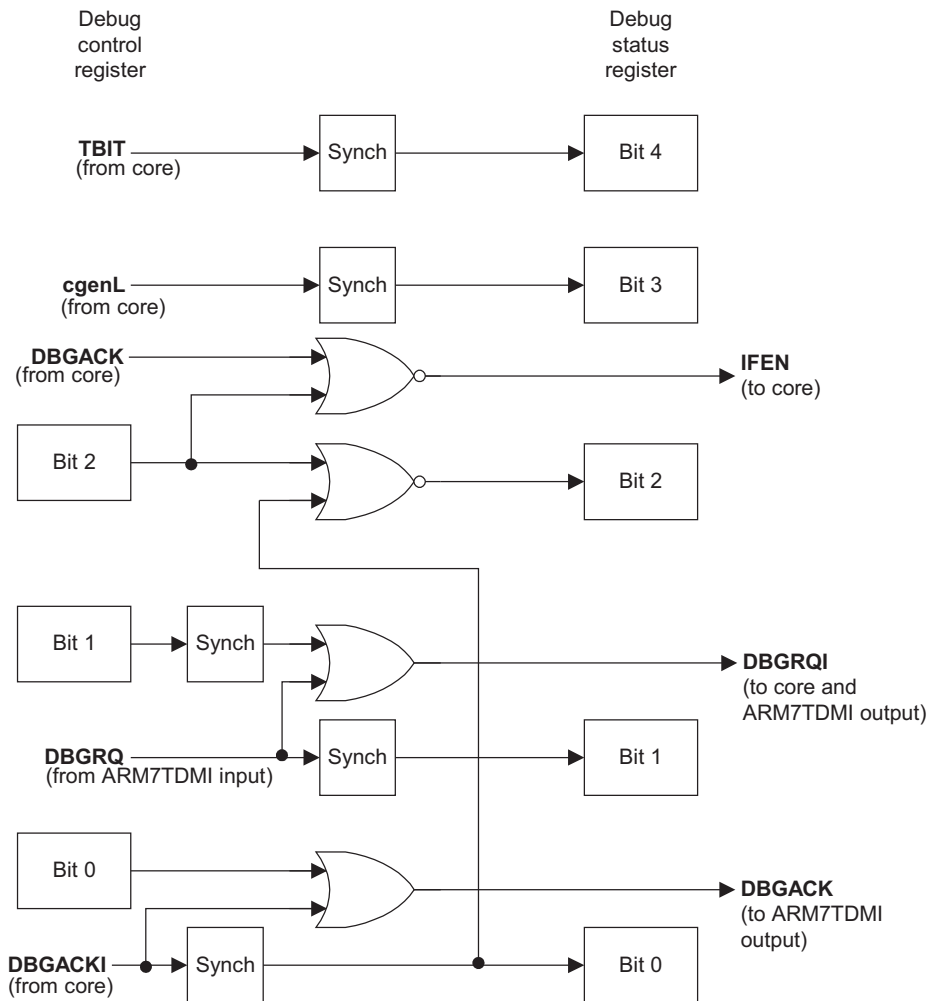 Debug
control
register
Debug
status
register
TBIT
(from core)
Synch
Bit 4
cgenL
(from core)
Synch
Bit 3
DBGACK
(from core)
IFEN
(to core)
Bit 2
Bit 2
Bit 1
Synch
DBGRQI
(to core and
ARM7TDMI output)
DBGRQ
(from ARM7TDMI input)
Synch
Bit 1
Bit 0
DBGACK
(to ARM7TDMI
output)
DBGACKI
(from core)
Synch
Bit 0